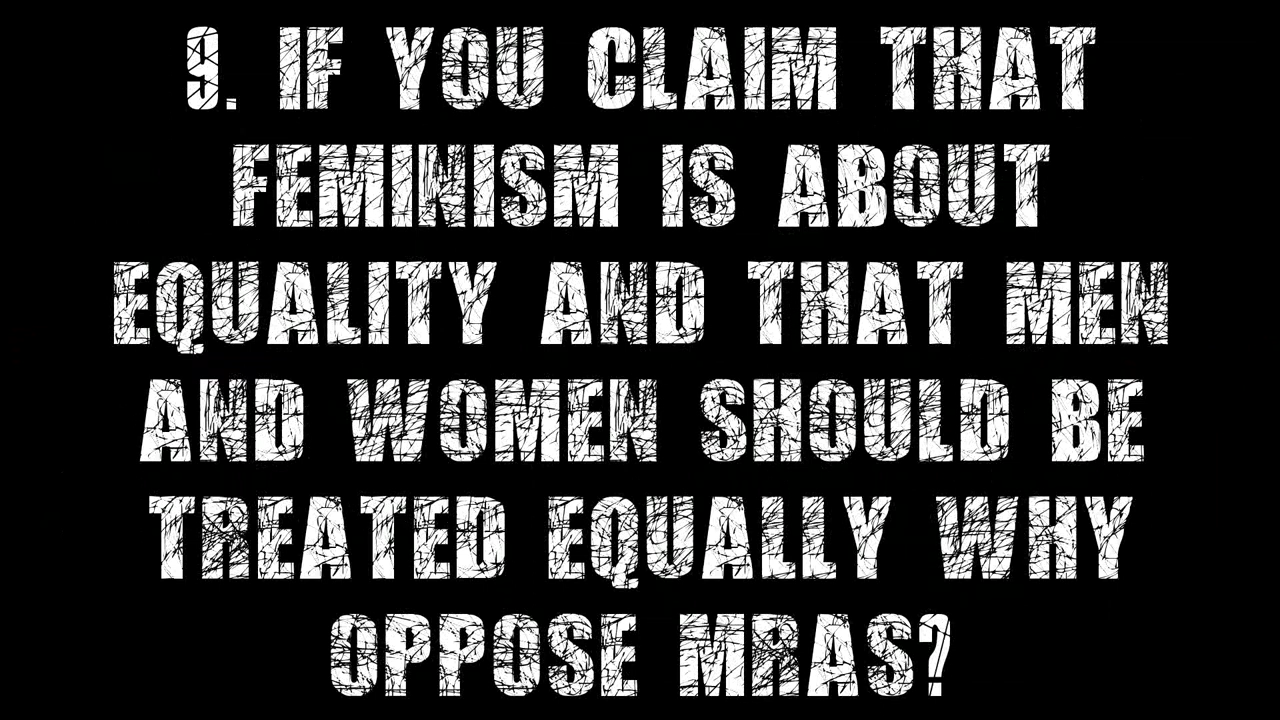 9. IF YOU CLAIM THAT
FEMINISM IS ABOUT
EQUALITY AND THAT MEN
AND WOMEN SHOULD BE
TREATED EQUALLY WHY
OPPOSE MRAS?